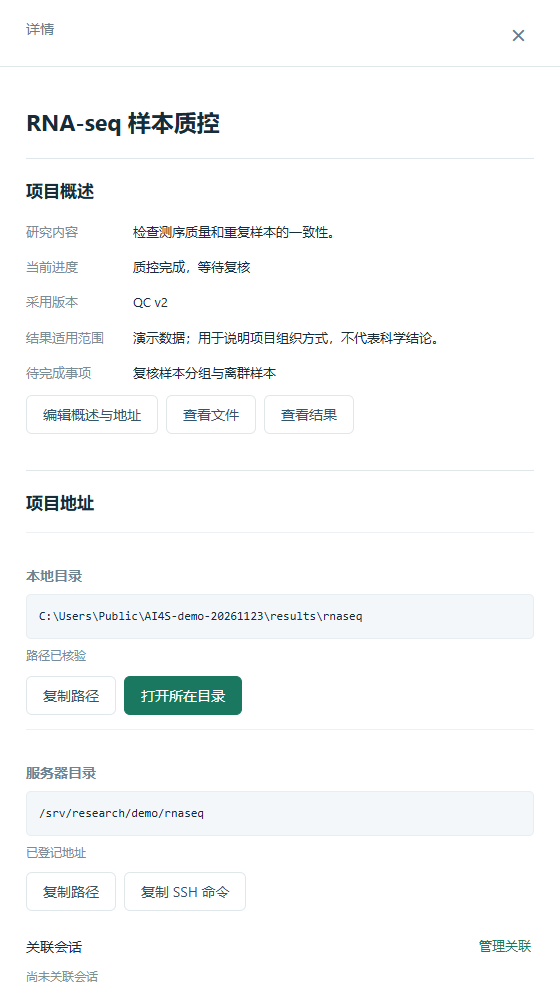 详情
RNA-seq 样本质控
项目概述
研究内容 检查测序质量和重复样本的一致性。
当前进度 质控完成，等待复核
采用版本 QC v2
结果适用范围 演示数据；用于说明项目组织方式，不代表科学结论。
待完成事项 复核样本分组与离群样本
编辑概述与地址 查看文件 查看结果
项目地址
本地目录
C:\Users\Public\AI4S-demo-20261123\results\rnaseq
路径已核验
复制路径 打开所在目录
服务器目录
/srv/research/demo/rnaseq
已登记地址
复制路径 复制 SSH 命令
关联会话 管理关联
尚未关联会话